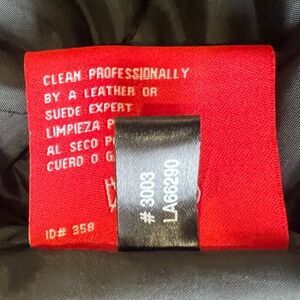 CLEAN PROFESSIONALLY
BY A LEATHER OR
SUEDE EXPERT
LIMPIEZA
AL SECO
CUERO O
ID# 358
# 3003
LA66290